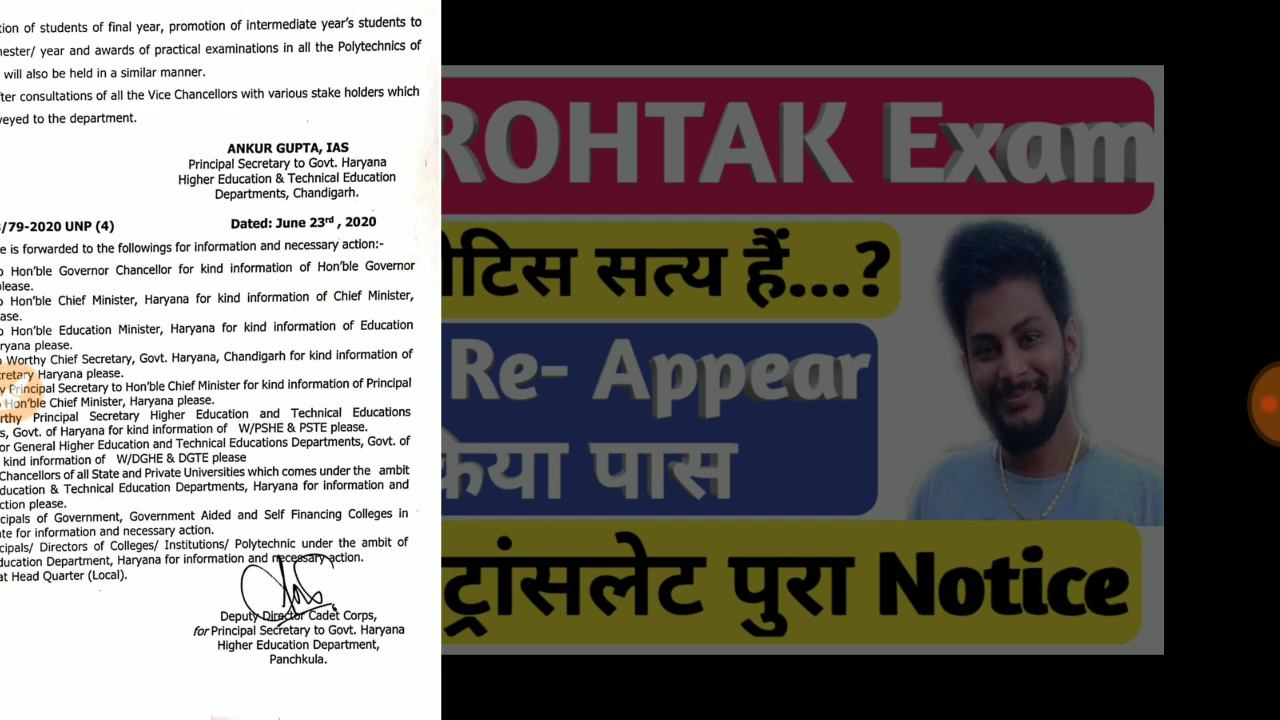 tion of students of final year, promotion of intermediate year's students to
nester/ year and awards of practical examinations in all the Polytechnics of
will also be held in a similar manner.
fter consultations of all the Vice Chancellors with various stake holders which
veyed to the department.
ANKUR GUPTA, IAS
Principal Secretary to Govt. Haryana
Higher Education & Technical Education
Departments, Chandigarh.
/79-2020 UNP (4) Dated: June 23rd, 2020
e is forwarded to the followings for information and necessary action:-
o Hon'ble Governor Chancellor for kind information of Hon'ble Governor
please.
o Hon'ble Chief Minister, Haryana for kind information of Chief Minister,
ase.
o Hon'ble Education Minister, Haryana for kind information of Education
ryana please.
o Worthy Chief Secretary, Govt. Haryana, Chandigarh for kind information of
cretary Haryana please.
y Principal Secretary to Hon'ble Chief Minister for kind information of Principal
o Hon'ble Chief Minister, Haryana please.
rthy Principal Secretary Higher Education and Technical Educations
s, Govt. of Haryana for kind information of W/PSHE & PSTE please.
or General Higher Education and Technical Educations Departments, Govt. of
kind information of W/DGHE & DGTE please
Chancellors of all State and Private Universities which comes under the ambit
ducation & Technical Education Departments, Haryana for information and
ction please.
cipals of Government, Government Aided and Self Financing Colleges in
ate for information and necessary action.
cipals/ Directors of Colleges/ Institutions/ Polytechnic under the ambit of
ducation Department, Haryana for information and necessary action.
at Head Quarter (Local).
Deputy Director Cadet Corps,
for Principal Secretary to Govt. Haryana
Higher Education Department,
Panchkula.
ROHTAK Exam
ोटिस सत्य हैं...?
Re- Appear
किया पास
ट्रांसलेट पुरा Notice